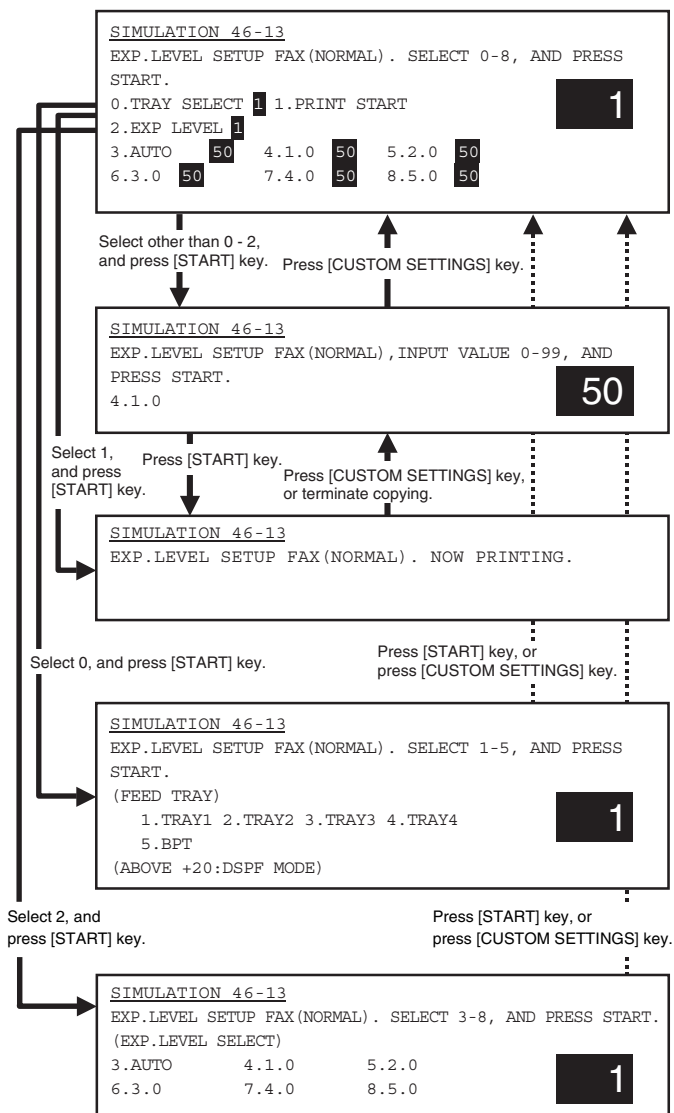 SIMULATION 46-13
EXP.LEVEL SETUP FAX(NORMAL). SELECT 0-8, AND PRESS
START.
0.TRAY SELECT 1 1.PRINT START
1
2.EXP LEVEL 1
3.AUTO 50 4.1.0 50 5.2.0 50
6.3.0 50 7.4.0 50 8.5.0 50
Select other than 0 - 2,
and press [START] key.
Press [CUSTOM SETTINGS] key.
SIMULATION 46-13
EXP.LEVEL SETUP FAX(NORMAL),INPUT VALUE 0-99, AND
PRESS START.
4.1.0
50
Select 1,
and press
[START] key.
Press [START] key.
Press [CUSTOM SETTINGS] key,
or terminate copying.
SIMULATION 46-13
EXP.LEVEL SETUP FAX(NORMAL). NOW PRINTING.
Select 0, and press [START] key.
Press [START] key, or
press [CUSTOM SETTINGS] key.
SIMULATION 46-13
EXP.LEVEL SETUP FAX(NORMAL). SELECT 1-5, AND PRESS
START.
(FEED TRAY)
1.TRAY1 2.TRAY2 3.TRAY3 4.TRAY4
1
5.BPT
(ABOVE +20:DSPF MODE)
Select 2, and
press [START] key.
Press [START] key, or
press [CUSTOM SETTINGS] key.
SIMULATION 46-13
EXP.LEVEL SETUP FAX(NORMAL). SELECT 3-8, AND PRESS START.
(EXP.LEVEL SELECT)
3.AUTO 4.1.0 5.2.0
6.3.0 7.4.0 8.5.0
1